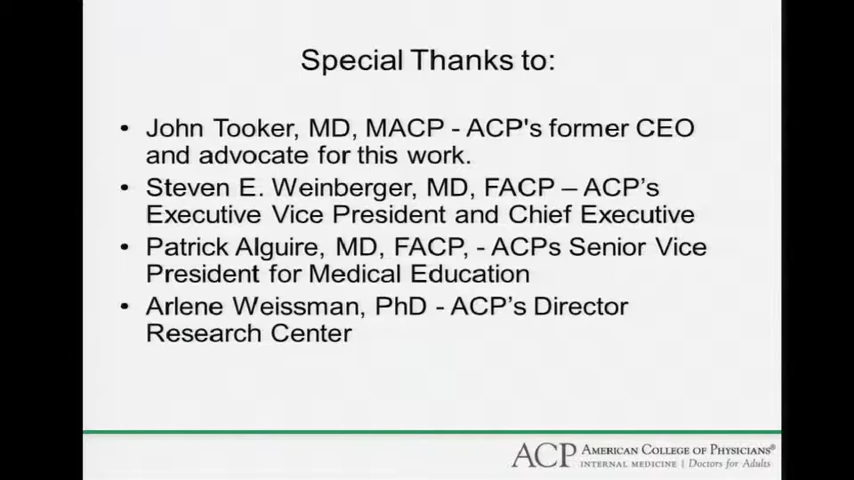 Special Thanks to:
• John Tooker, MD, MACP - ACP's former CEO
and advocate for this work.
• Steven E. Weinberger, MD, FACP – ACP’s
Executive Vice President and Chief Executive
• Patrick Alguire, MD, FACP, - ACPs Senior Vice
President for Medical Education
• Arlene Weissman, PhD - ACP’s Director
Research Center
ACP AMERICAN COLLEGE OF PHYSICIANS®
INTERNAL MEDICINE | Doctors for Adults